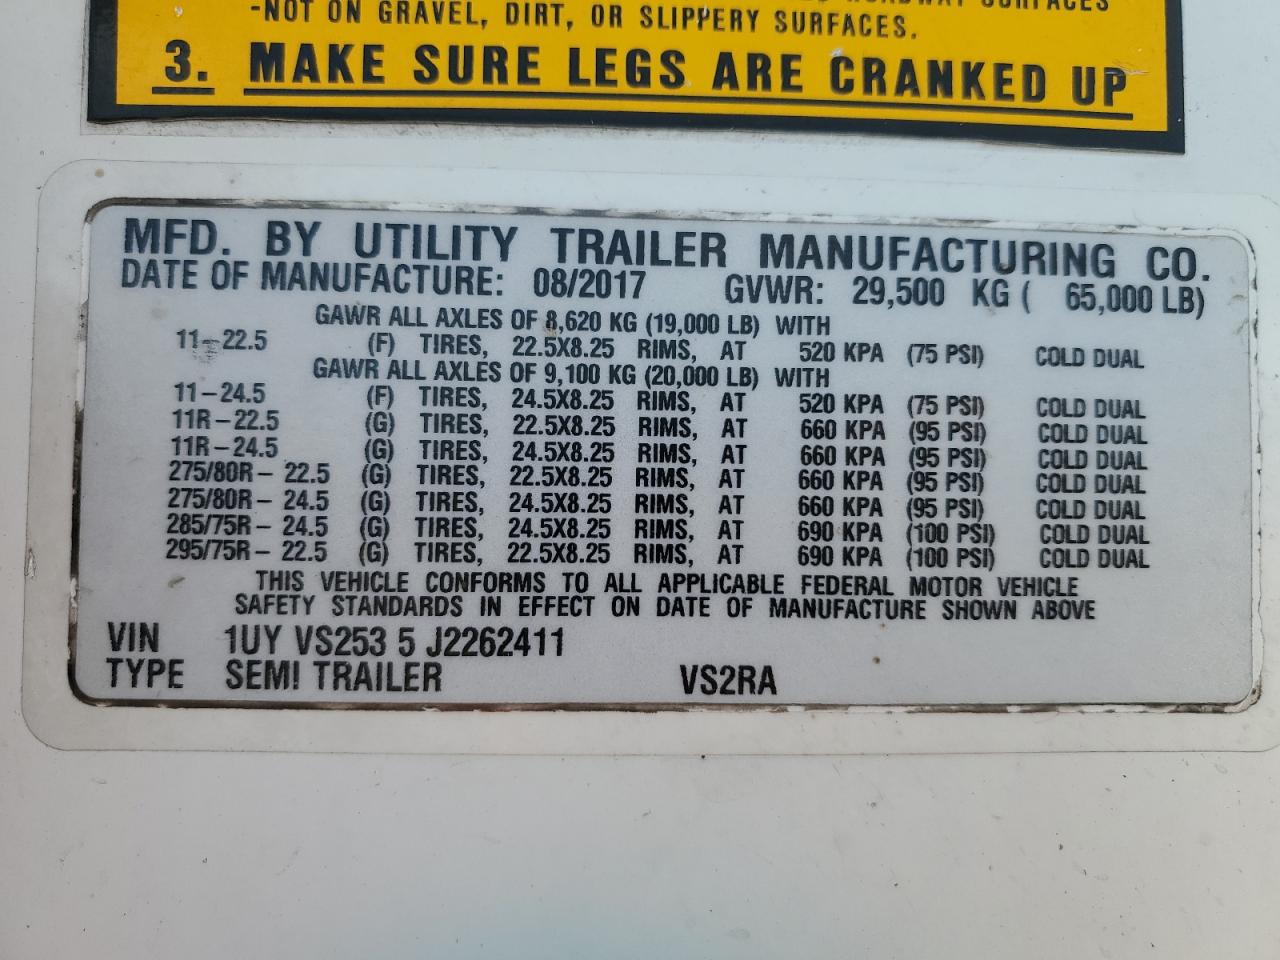 SURFACES
-NOT ON GRAVEL, DIRT, OR SLIPPERY SURFACES.
3. MAKE SURE LEGS ARE CRANKED UP
MFD. BY UTILITY TRAILER MANUFACTURING CO.
DATE OF MANUFACTURE: 08/2017 GVWR: 29,500 KG ( 65,000 LB)
GAWR ALL AXLES OF 8,620 KG (19,000 LB) WITH
11-22.5 (F) TIRES, 22.5X8.25 RIMS, AT 520 KPA (75 PSI) COLD DUAL
GAWR ALL AXLES OF 9,100 KG (20,000 LB) WITH
11-24.5 (F) TIRES, 24.5X8.25 RIMS, AT 520 KPA (75 PSI) COLD DUAL
11R-22.5 (G) TIRES, 22.5X8.25 RIMS, AT 660 KPA (95 PSI) COLD DUAL
11R-24.5 (G) TIRES, 24.5X8.25 RIMS, AT 660 KPA (95 PSI) COLD DUAL
275/80R- 22.5 (G) TIRES, 22.5X8.25 RIMS, AT 660 KPA (95 PSI) COLD DUAL
275/80R- 24.5 (G) TIRES, 24.5X8.25 RIMS, AT 660 KPA (95 PSI) COLD DUAL
285/75R- 24.5 (G) TIRES, 24.5X8.25 RIMS, AT 690 KPA (100 PSI) COLD DUAL
295/75R- 22.5 (G) TIRES, 22.5X8.25 RIMS, AT 690 KPA (100 PSI) COLD DUAL
THIS VEHICLE CONFORMS TO ALL APPLICABLE FEDERAL MOTOR VEHICLE
SAFETY STANDARDS IN EFFECT ON DATE OF MANUFACTURE SHOWN ABOVE
VIN 1UY VS253 5 J2262411
TYPE SEMI TRAILER VS2RA